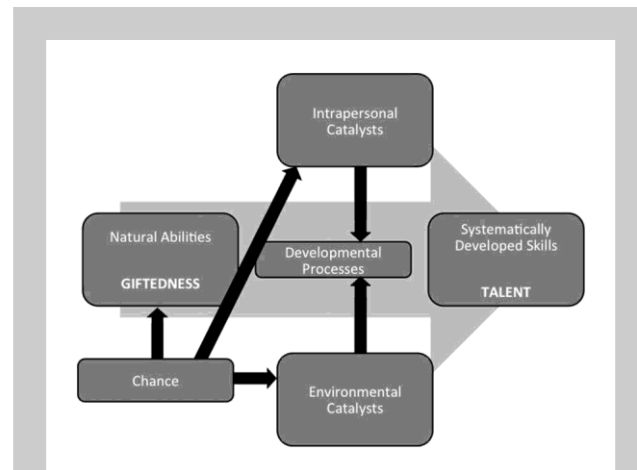 Intrapersonal
Catalysts
Natural Abilities
GIFTEDNESS
Developmental
Processes
Systematically
Developed Skills
TALENT
Chance
Environmental
Catalysts